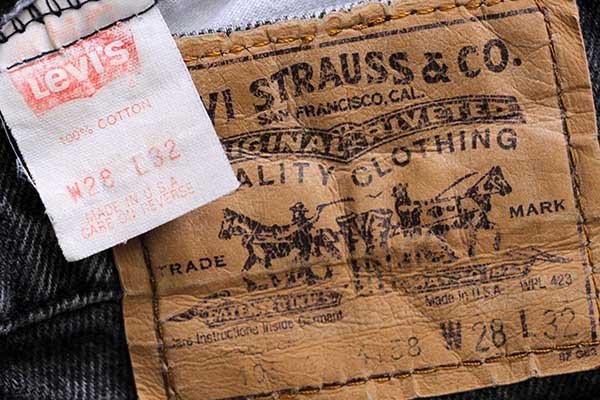 Levi's
100% COTTON
W28 L32
MADE IN U.S.A
CARE ON REVERSE
VI STRAUSS & CO.
SAN FRANCISCO, CAL.
ORIGINAL RIVETED
ALITY CLOTHING
TRADE MARK
Made in U.S.A. WPL 423
Care Instructions Inside Garment
W 28 L 32